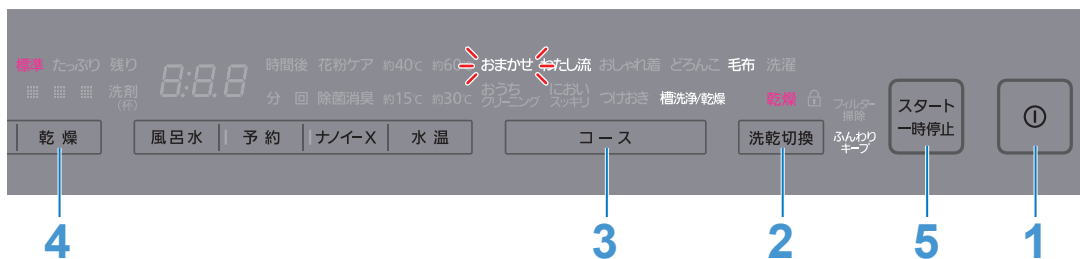 標準 たっぷり 残り 8:88 時間後 花粉ケア 約40℃ 約60℃ おまかせ わたし流 おしゃれ着 どろんこ 毛布 洗濯
洗剤(杯) 分 回 除菌消臭 約15℃ 約30℃ おうちクリーニング においスッキリ つけおき 槽洗浄/乾燥 乾燥 フィルター掃除
乾燥 風呂水 予約 ナノイーX 水温 コース 洗乾切換 ふんわりキープ スタート一時停止
4 3 2 5 1